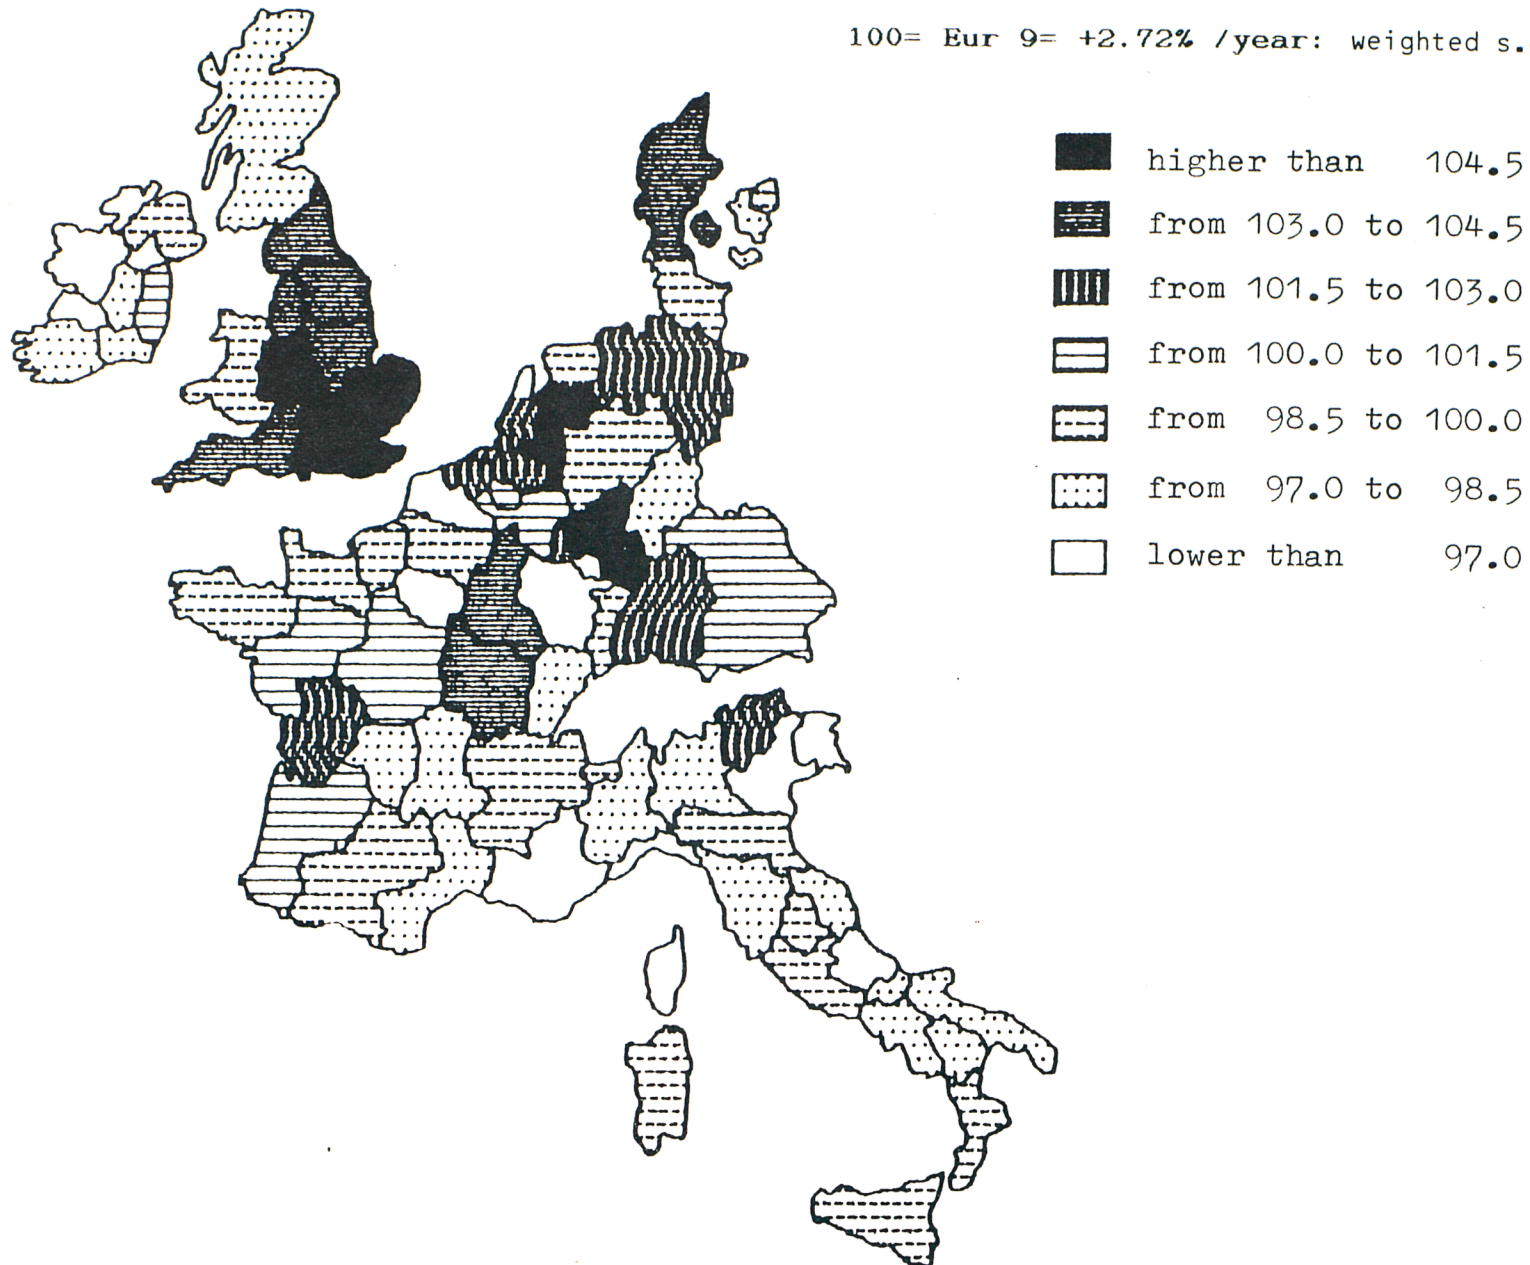 100= Eur 9= +2.72% /year: weighted s.
higher than 104.5
from 103.0 to 104.5
from 101.5 to 103.0
from 100.0 to 101.5
from 98.5 to 100.0
from 97.0 to 98.5
lower than 97.0